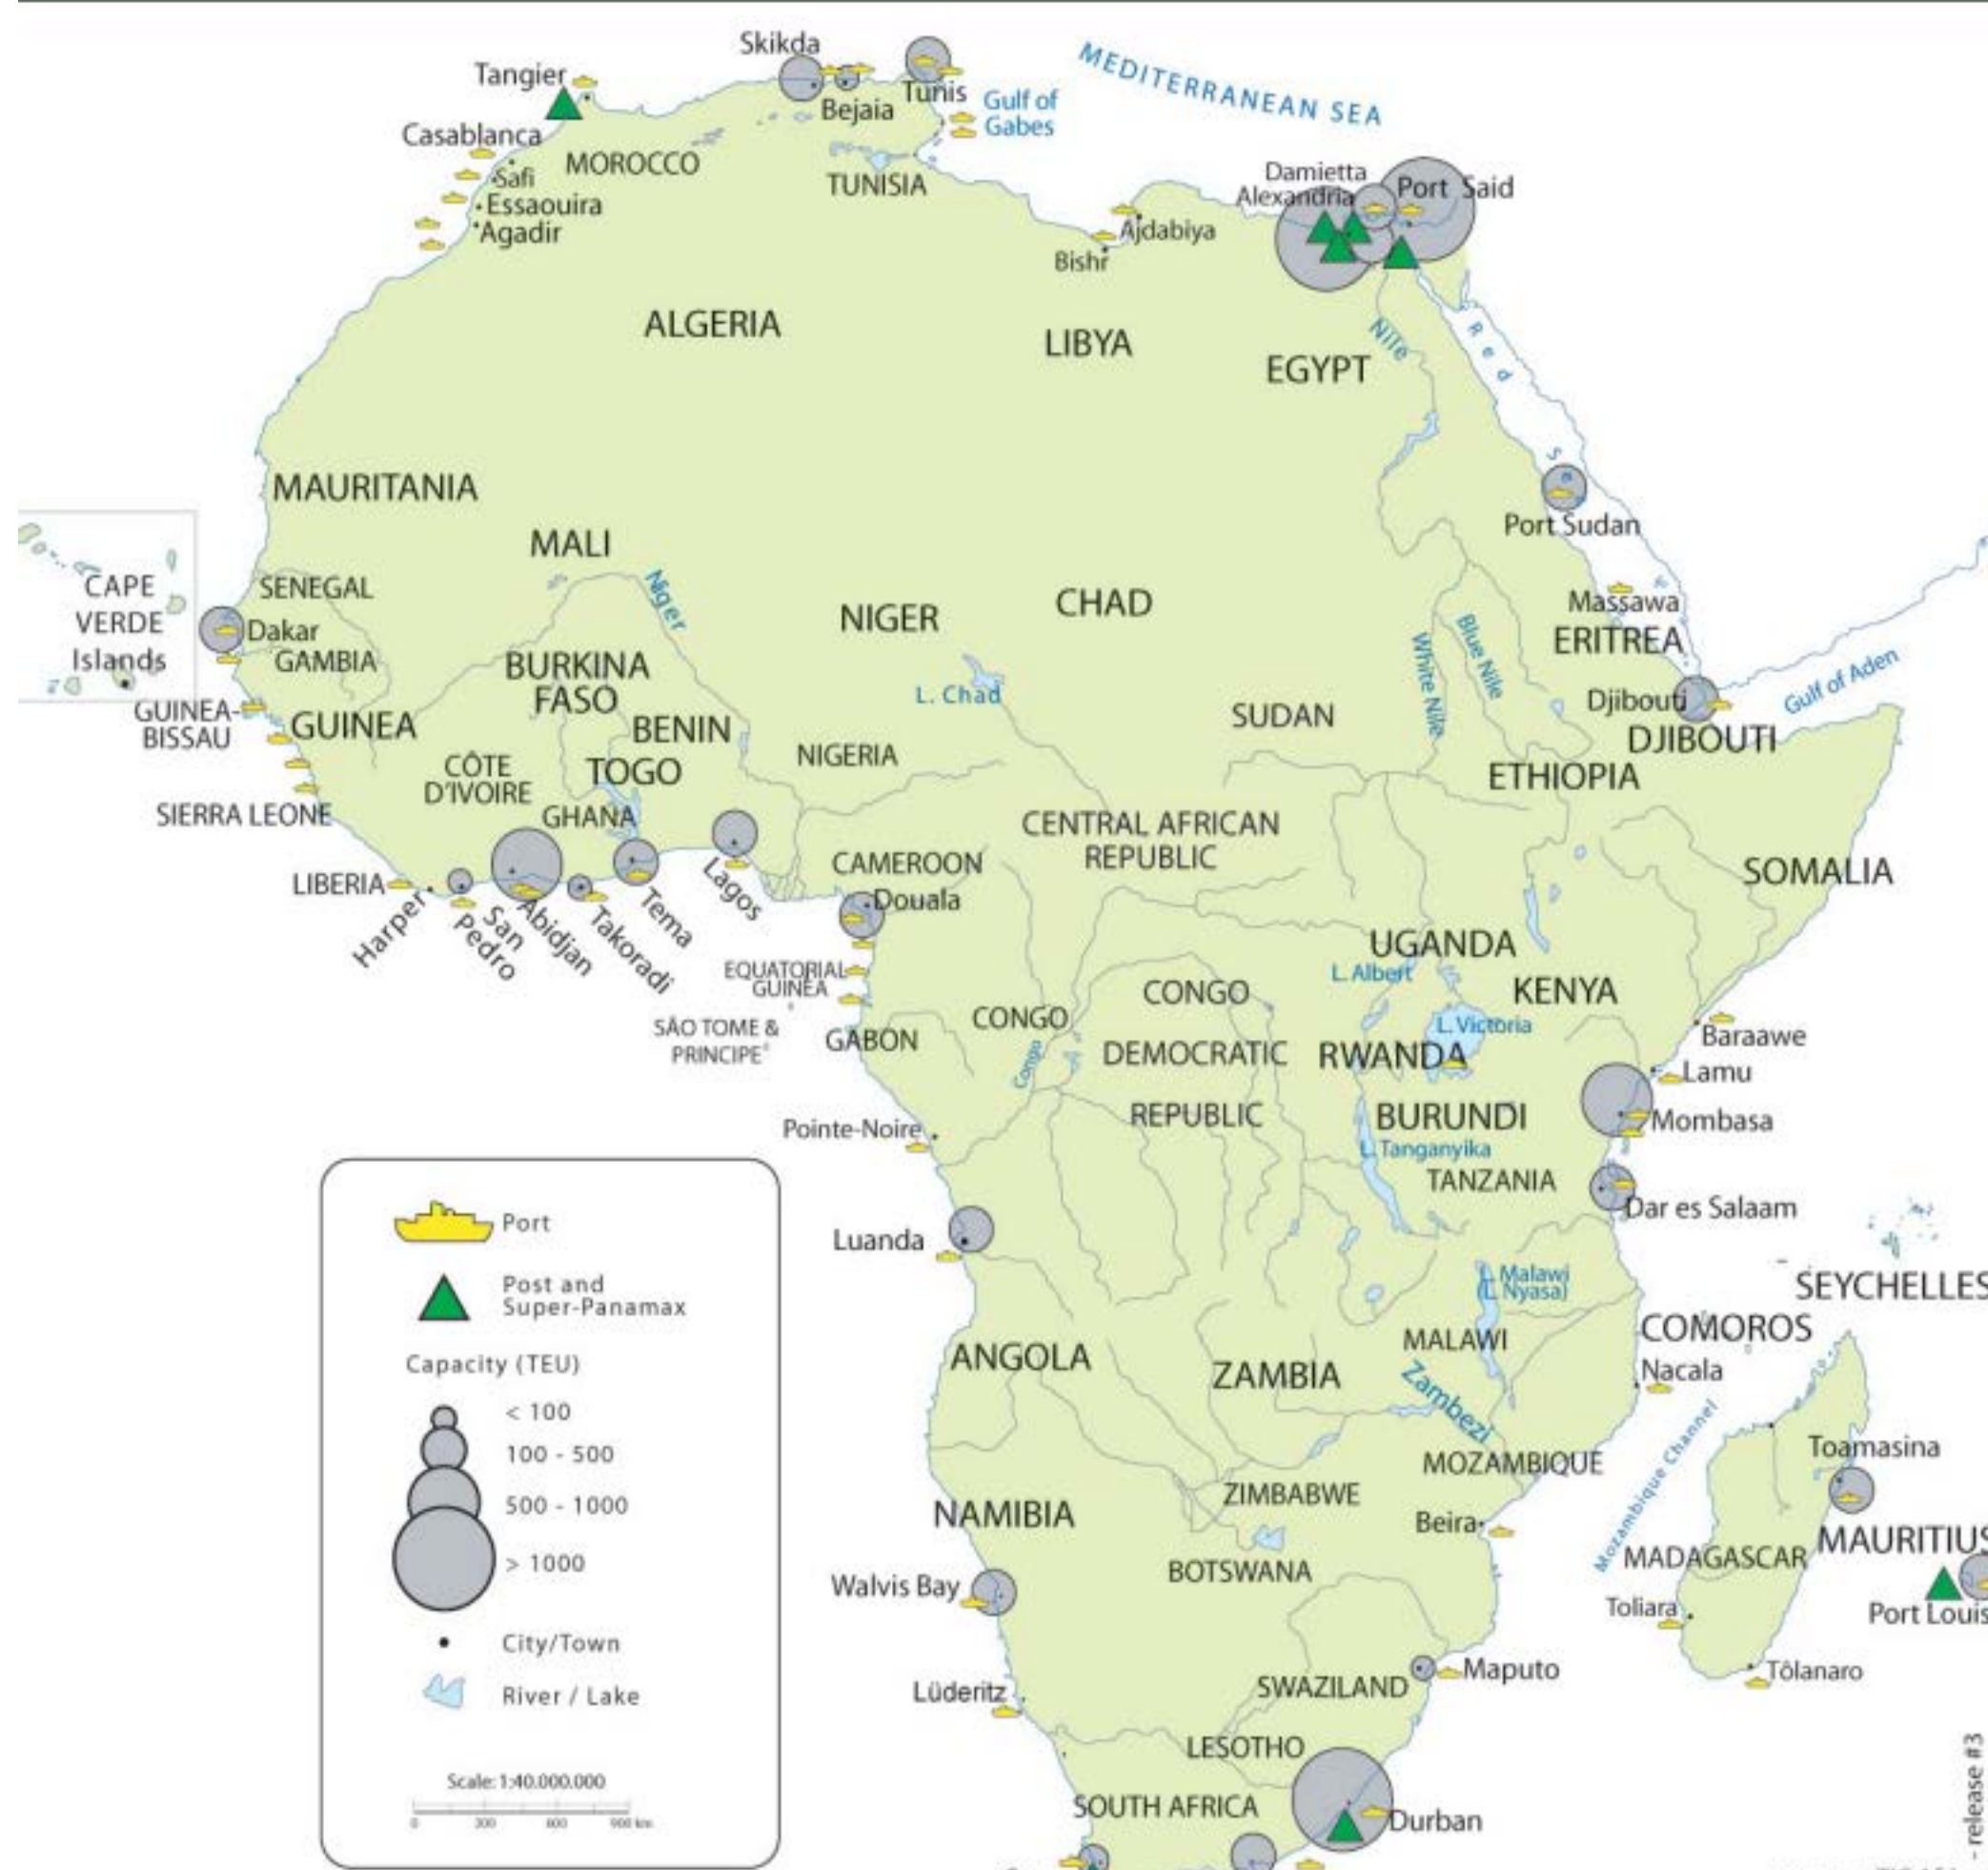 MEDITERRANEAN SEA
Skikda
Tangier
Bejaia
Tunis
Gulf of
Gabes
Casablanca
MOROCCO
Safi
Essaouira
Agadir
TUNISIA
Damietta
Alexandria
Port Said
Ajdabiya
Bishr
ALGERIA
LIBYA
EGYPT
Nile
Red Se
MAURITANIA
MALI
Niger
Port Sudan
CAPE
VERDE
Islands
SENEGAL
Dakar
GAMBIA
NIGER
CHAD
Massawa
ERITREA
White Nile
Blue Nile
BURKINA
FASO
L. Chad
Gulf of Aden
GUINEA-
BISSAU
GUINEA
BENIN
SUDAN
Djibouti
DJIBOUTI
CÔTE
D'IVOIRE
TOGO
NIGERIA
ETHIOPIA
SIERRA LEONE
GHANA
CENTRAL AFRICAN
REPUBLIC
LIBERIA
Harper
San
Pedro
Abidjan
Takoradi
Tema
Lagos
CAMEROON
Douala
SOMALIA
EQUATORIAL
GUINEA
UGANDA
L. Albert
KENYA
CONGO
CONGO
Congo
SÃO TOME &
PRINCIPE
GABON
DEMOCRATIC
RWANDA
L. Victoria
Baraawe
Lamu
REPUBLIC
BURUNDI
Mombasa
L. Tanganyika
Pointe-Noire
TANZANIA
Dar es Salaam
Luanda
L. Malawi
(L. Nyasa)
SEYCHELLES
COMOROS
MALAWI
ANGOLA
ZAMBIA
Nacala
Zambezi
Mozambique Channel
Toamasina
MOZAMBIQUE
ZIMBABWE
NAMIBIA
Beira
MADAGASCAR
MAURITIUS
BOTSWANA
Walvis Bay
Toliara
Port Louis
Maputo
Tôlanaro
SWAZILAND
Lüderitz
LESOTHO
SOUTH AFRICA
Durban
Port
Post and
Super-Panamax
Capacity (TEU)
< 100
100 - 500
500 - 1000
> 1000
City/Town
River / Lake
Scale: 1:40.000.000
0 300 600 900 km
- release #3